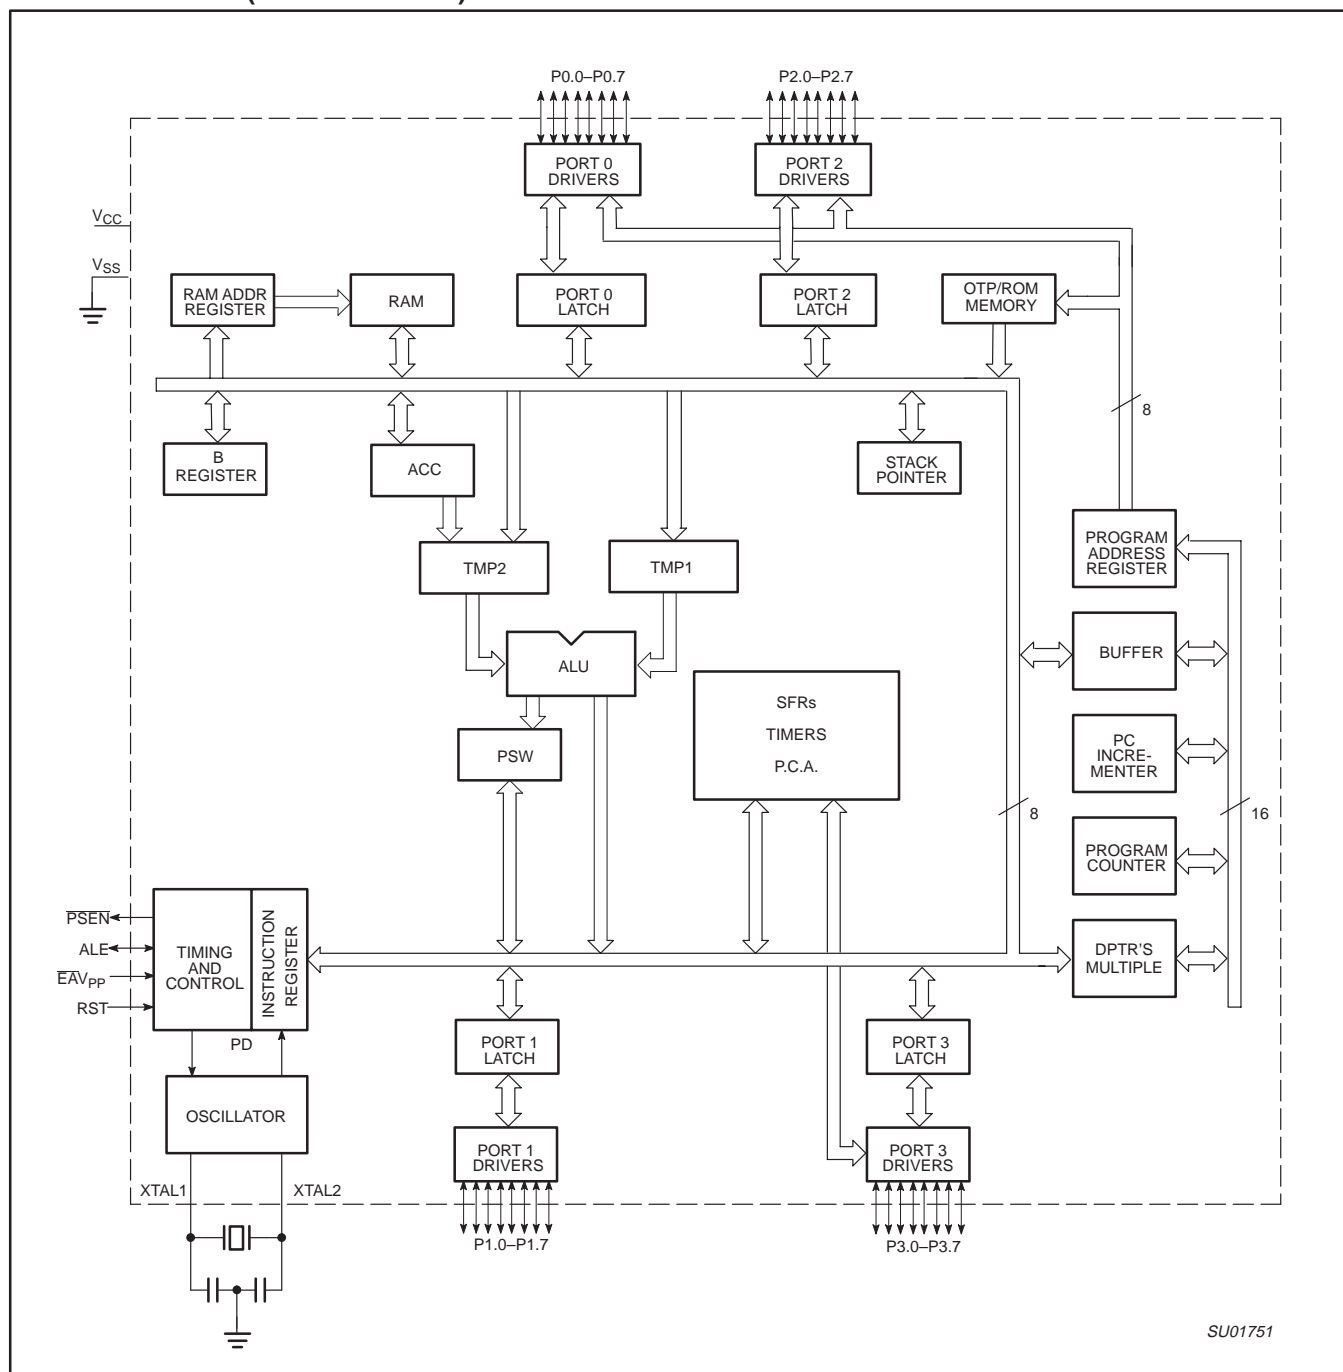 P0.0–P0.7
P2.0–P2.7
PORT 0
DRIVERS
PORT 2
DRIVERS
VCC
VSS
RAM ADDR
REGISTER
RAM
PORT 0
LATCH
PORT 2
LATCH
OTP/ROM
MEMORY
8
B
REGISTER
ACC
STACK
POINTER
PROGRAM
ADDRESS
REGISTER
TMP2
TMP1
BUFFER
ALU
SFRs
TIMERS
P.C.A.
PSW
PC
INCRE-
MENTER
8
16
PROGRAM
COUNTER
PSEN
ALE
EAVPP
RST
TIMING
AND
CONTROL
INSTRUCTION
REGISTER
DPTR'S
MULTIPLE
PD
PORT 1
LATCH
PORT 3
LATCH
OSCILLATOR
PORT 1
DRIVERS
PORT 3
DRIVERS
XTAL1
XTAL2
P1.0–P1.7
P3.0–P3.7
SU01751